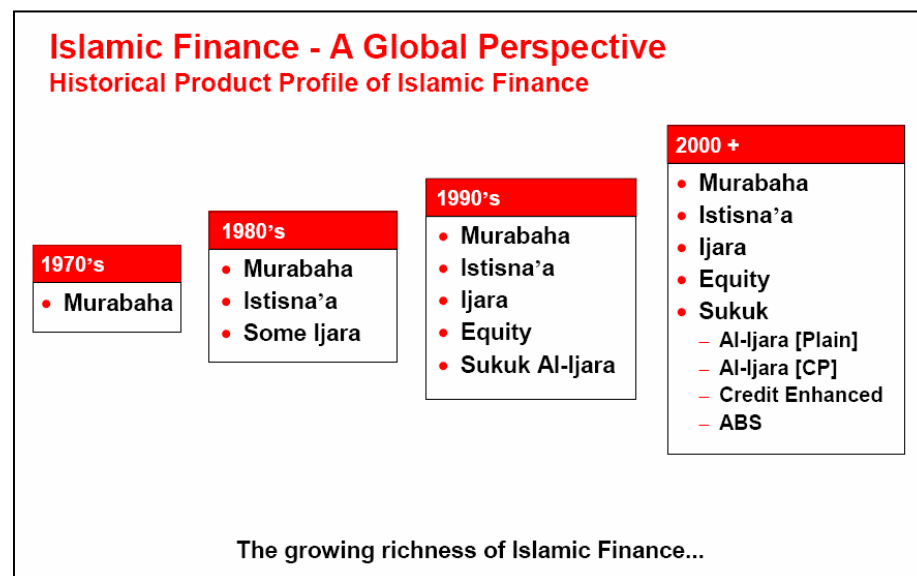 Islamic Finance - A Global Perspective
Historical Product Profile of Islamic Finance
1970’s
• Murabaha
1980’s
• Murabaha
• Istisna’a
• Some Ijara
1990’s
• Murabaha
• Istisna’a
• Ijara
• Equity
• Sukuk Al-Ijara
2000 +
• Murabaha
• Istisna’a
• Ijara
• Equity
• Sukuk
– Al-Ijara [Plain]
– Al-Ijara [CP]
– Credit Enhanced
– ABS
The growing richness of Islamic Finance...